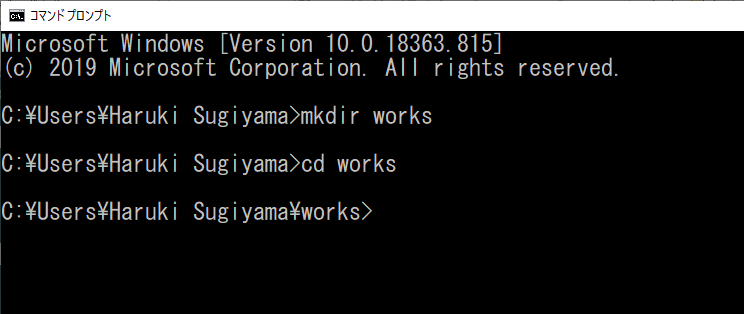 コマンドプロンプト
Microsoft Windows [Version 10.0.18363.815]
(c) 2019 Microsoft Corporation. All rights reserved.
C:¥Users¥Haruki Sugiyama>mkdir works
C:¥Users¥Haruki Sugiyama>cd works
C:¥Users¥Haruki Sugiyama¥works>